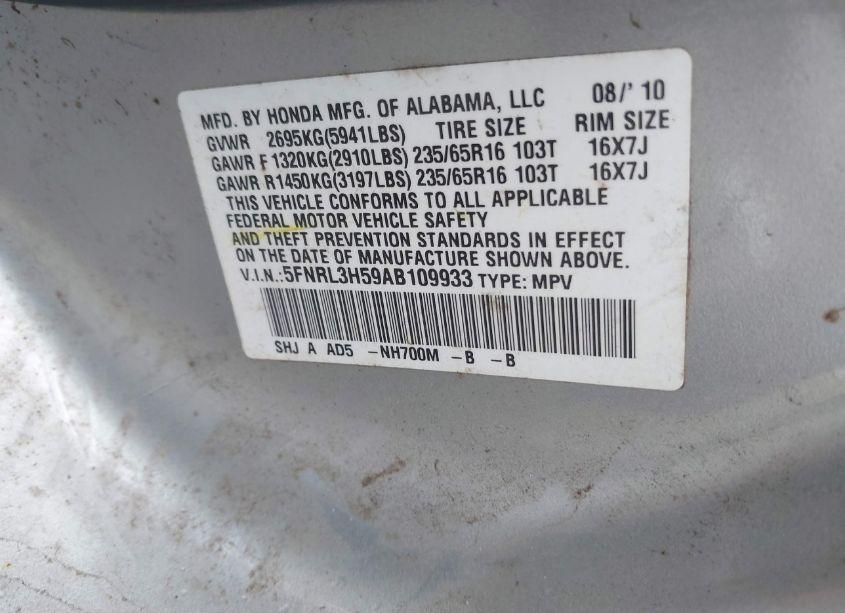 MFD. BY HONDA MFG. OF ALABAMA, LLC 08/' 10
GVWR 2695KG(5941LBS) TIRE SIZE RIM SIZE
GAWR F 1320KG(2910LBS) 235/65R16 103T 16X7J
GAWR R1450KG(3197LBS) 235/65R16 103T 16X7J
THIS VEHICLE CONFORMS TO ALL APPLICABLE
FEDERAL MOTOR VEHICLE SAFETY
AND THEFT PREVENTION STANDARDS IN EFFECT
ON THE DATE OF MANUFACTURE SHOWN ABOVE.
V.I.N.:5FNRL3H59AB109933 TYPE: MPV
SHJ A AD5 -NH700M -B -B